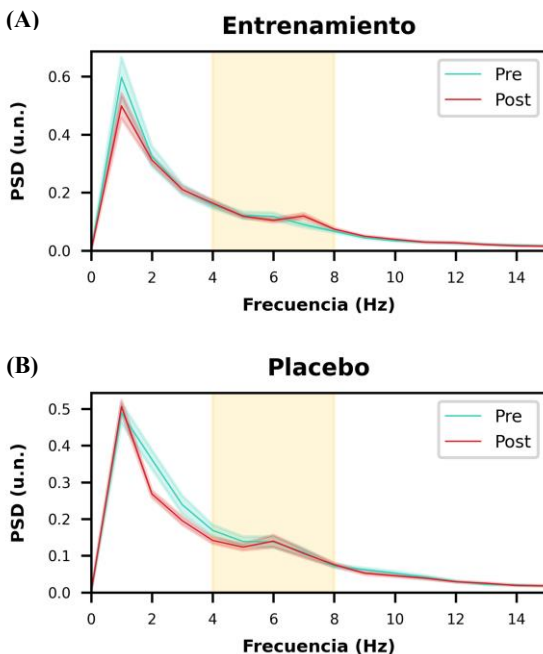 (A)
Entrenamiento
PSD (u.n.)
0.6
0.4
0.2
0.0
Pre
Post
0 2 4 6 8 10 12 14
Frecuencia (Hz)
(B)
Placebo
PSD (u.n.)
0.5
0.4
0.3
0.2
0.1
0.0
Pre
Post
0 2 4 6 8 10 12 14
Frecuencia (Hz)